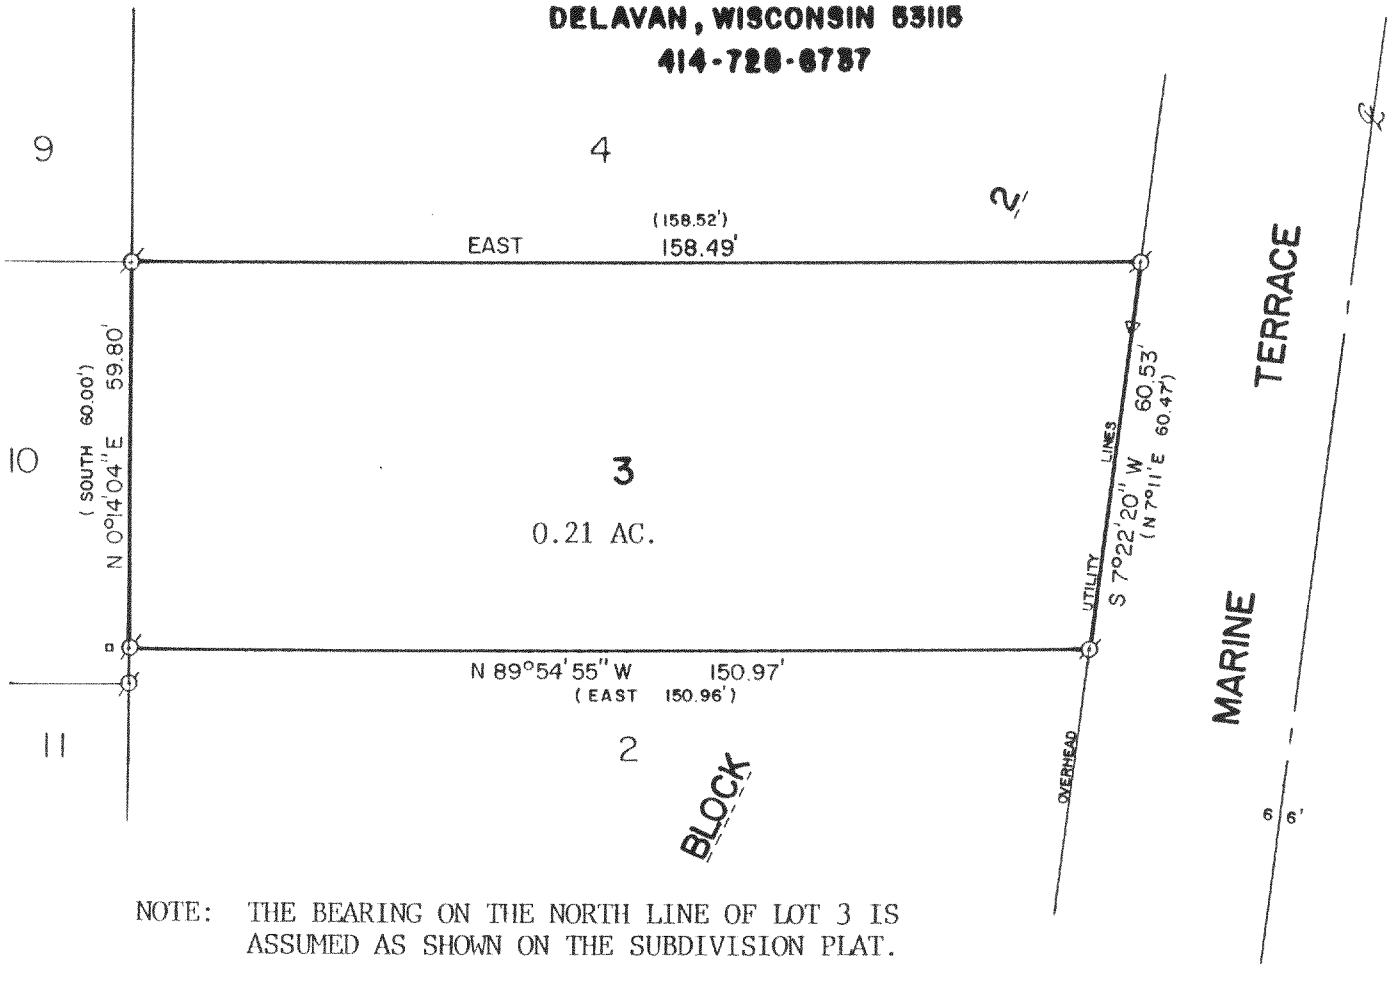 DELAVAN, WISCONSIN 53115
414-728-6737
9
4
2
(158.52')
EAST 158.49'
TERRACE
(SOUTH 60.00')
N 0°14'04" E 59.80'
10
3
0.21 AC.
LINES
UTILITY
S 7°22'20" W 60.53'
(N 7°11' E 60.47')
MARINE
N 89°54'55" W 150.97'
(EAST 150.96')
11
2
BLOCK
OVERHEAD
66'
NOTE: THE BEARING ON THE NORTH LINE OF LOT 3 IS
ASSUMED AS SHOWN ON THE SUBDIVISION PLAT.